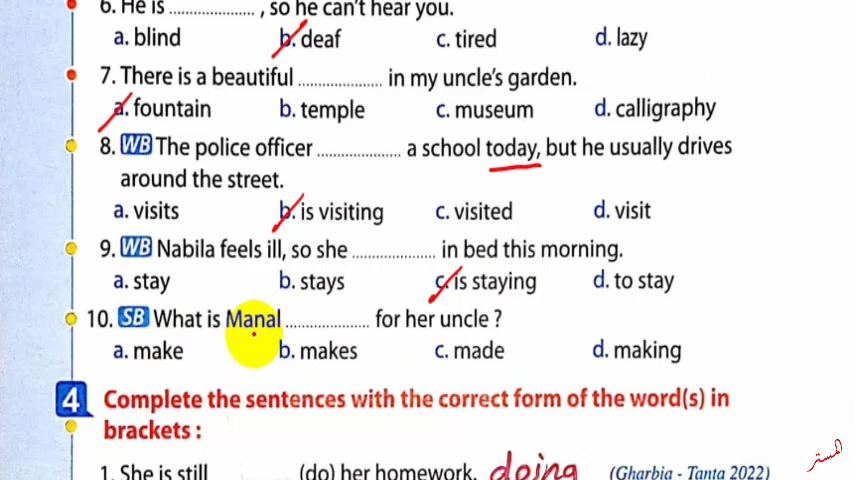 6. He is .................... , so he can't hear you.
a. blind b. deaf c. tired d. lazy
7. There is a beautiful .................... in my uncle's garden.
a. fountain b. temple c. museum d. calligraphy
8. WB The police officer .................... a school today, but he usually drives
around the street.
a. visits b. is visiting c. visited d. visit
9. WB Nabila feels ill, so she .................... in bed this morning.
a. stay b. stays c. is staying d. to stay
10. SB What is Manal .................... for her uncle ?
a. make b. makes c. made d. making
4 Complete the sentences with the correct form of the word(s) in
brackets :
1. She is still (do) her homework. doing (Gharbia - Tanta 2022)
المستر